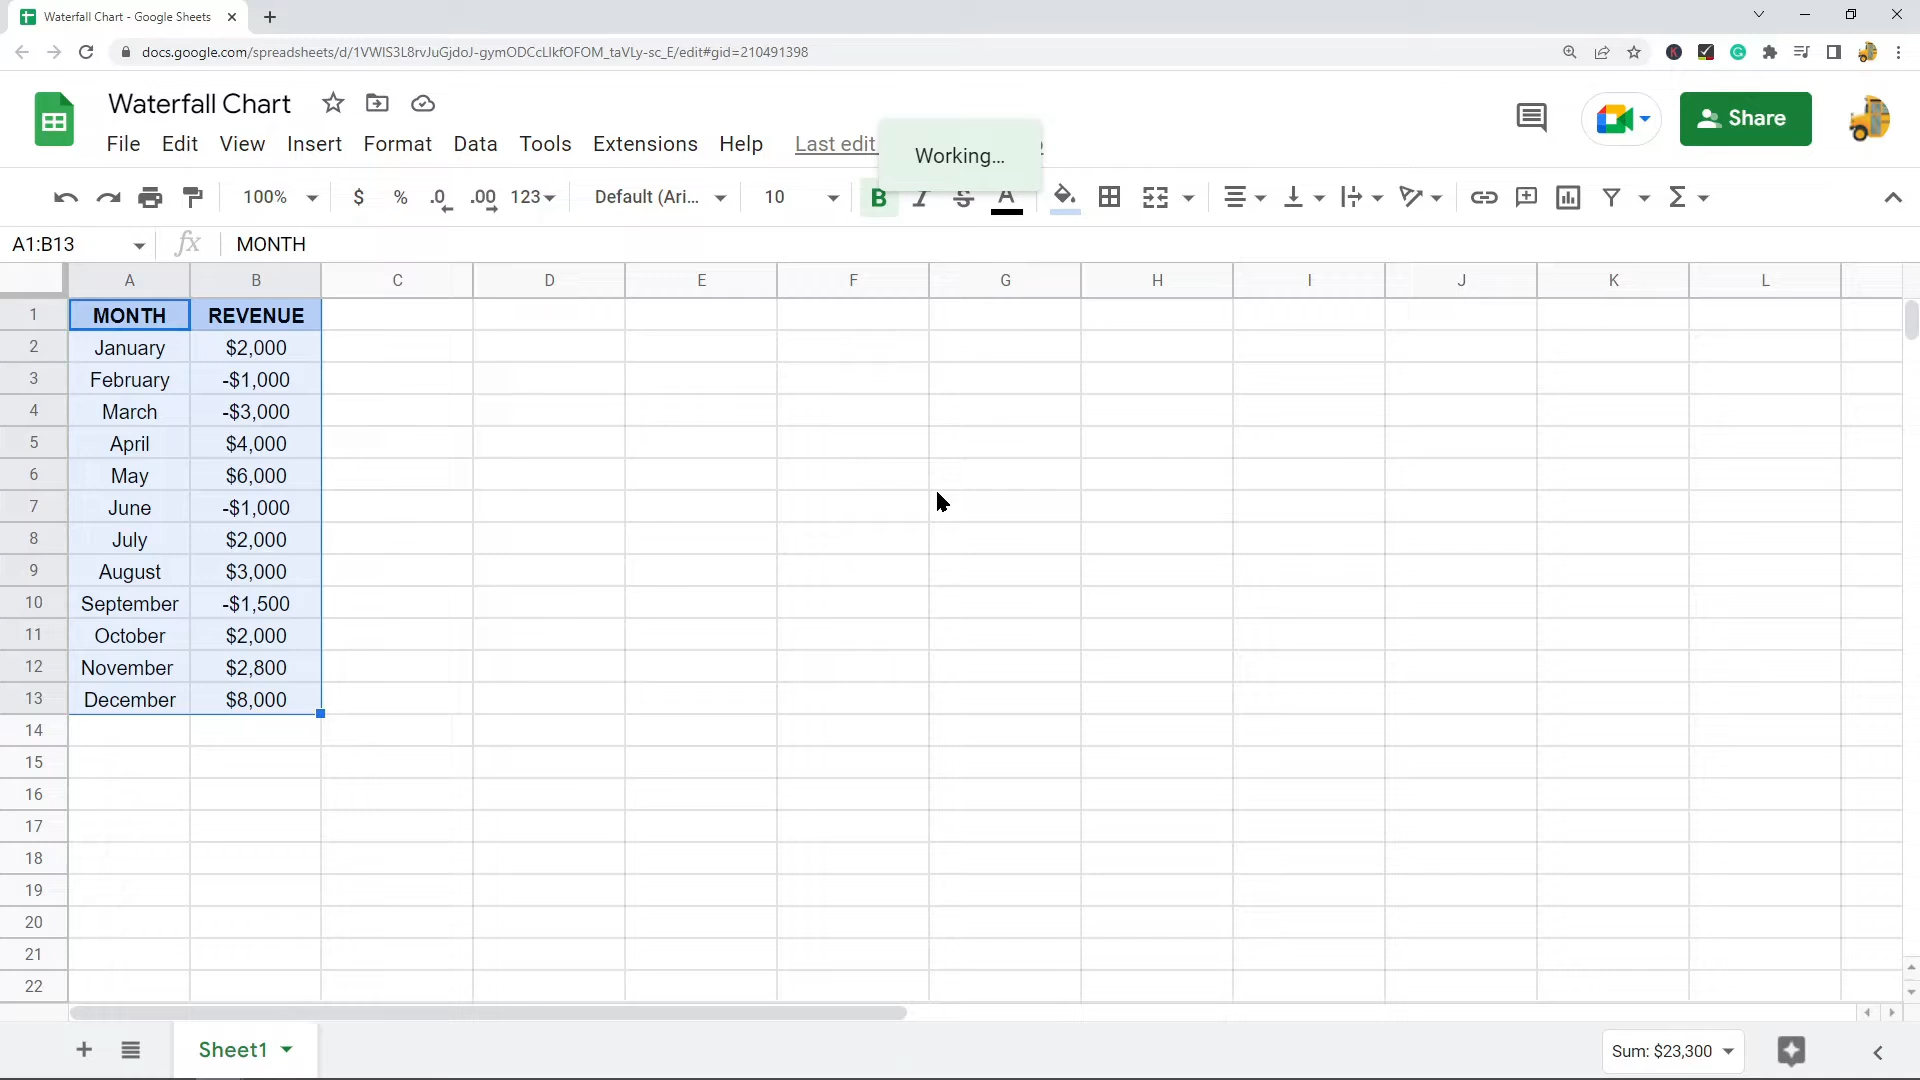 Waterfall Chart - Google Sheets
docs.google.com/spreadsheets/d/1VWIS3L8rvJuGjdoJ-gymODCcLIkfOFOM_taVLy-sc_E/edit#gid=210491398
Waterfall Chart
Share
File Edit View Insert Format Data Tools Extensions Help Last edit
Working...
100% $ % .0 .00 123 Default (Ari... 10 B I S A
A1:B13 fx MONTH
A B C D E F G H I J K L
1 MONTH REVENUE
2 January $2,000
3 February -$1,000
4 March -$3,000
5 April $4,000
6 May $6,000
7 June -$1,000
8 July $2,000
9 August $3,000
10 September -$1,500
11 October $2,000
12 November $2,800
13 December $8,000
14
15
16
17
18
19
20
21
22
Sheet1
Sum: $23,300